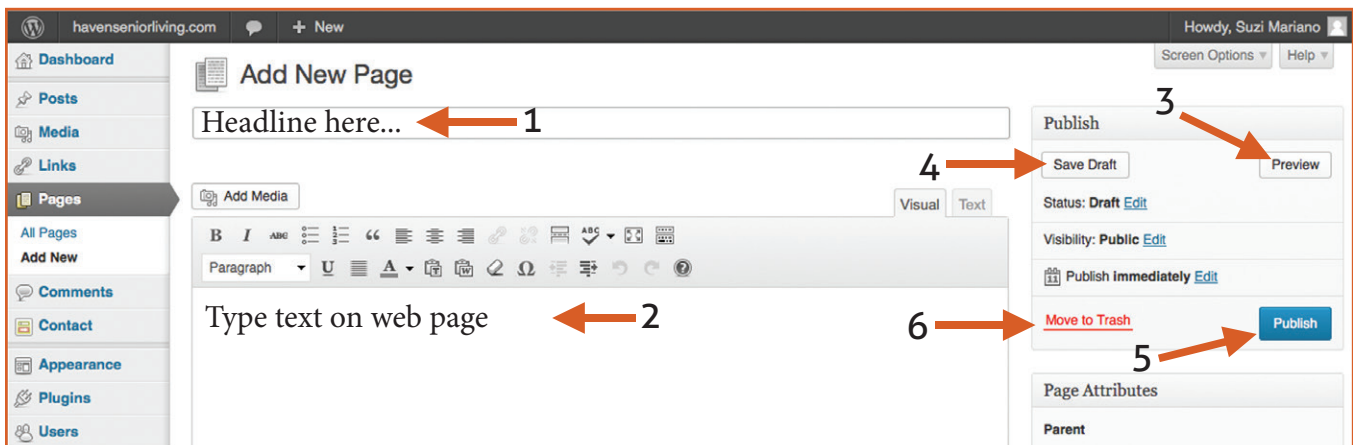 havenseniorliving.com + New Howdy, Suzi Mariano
Screen Options Help
Dashboard
Posts
Media
Links
Pages
All Pages
Add New
Comments
Contact
Appearance
Plugins
Users
Add New Page
Headline here... 1
Add Media
Visual Text
B I ABC ABC
Paragraph U A T W Ω ?
Type text on web page 2
3
Publish
4 Save Draft Preview
Status: Draft Edit
Visibility: Public Edit
11 Publish immediately Edit
6 Move to Trash Publish
5
Page Attributes
Parent